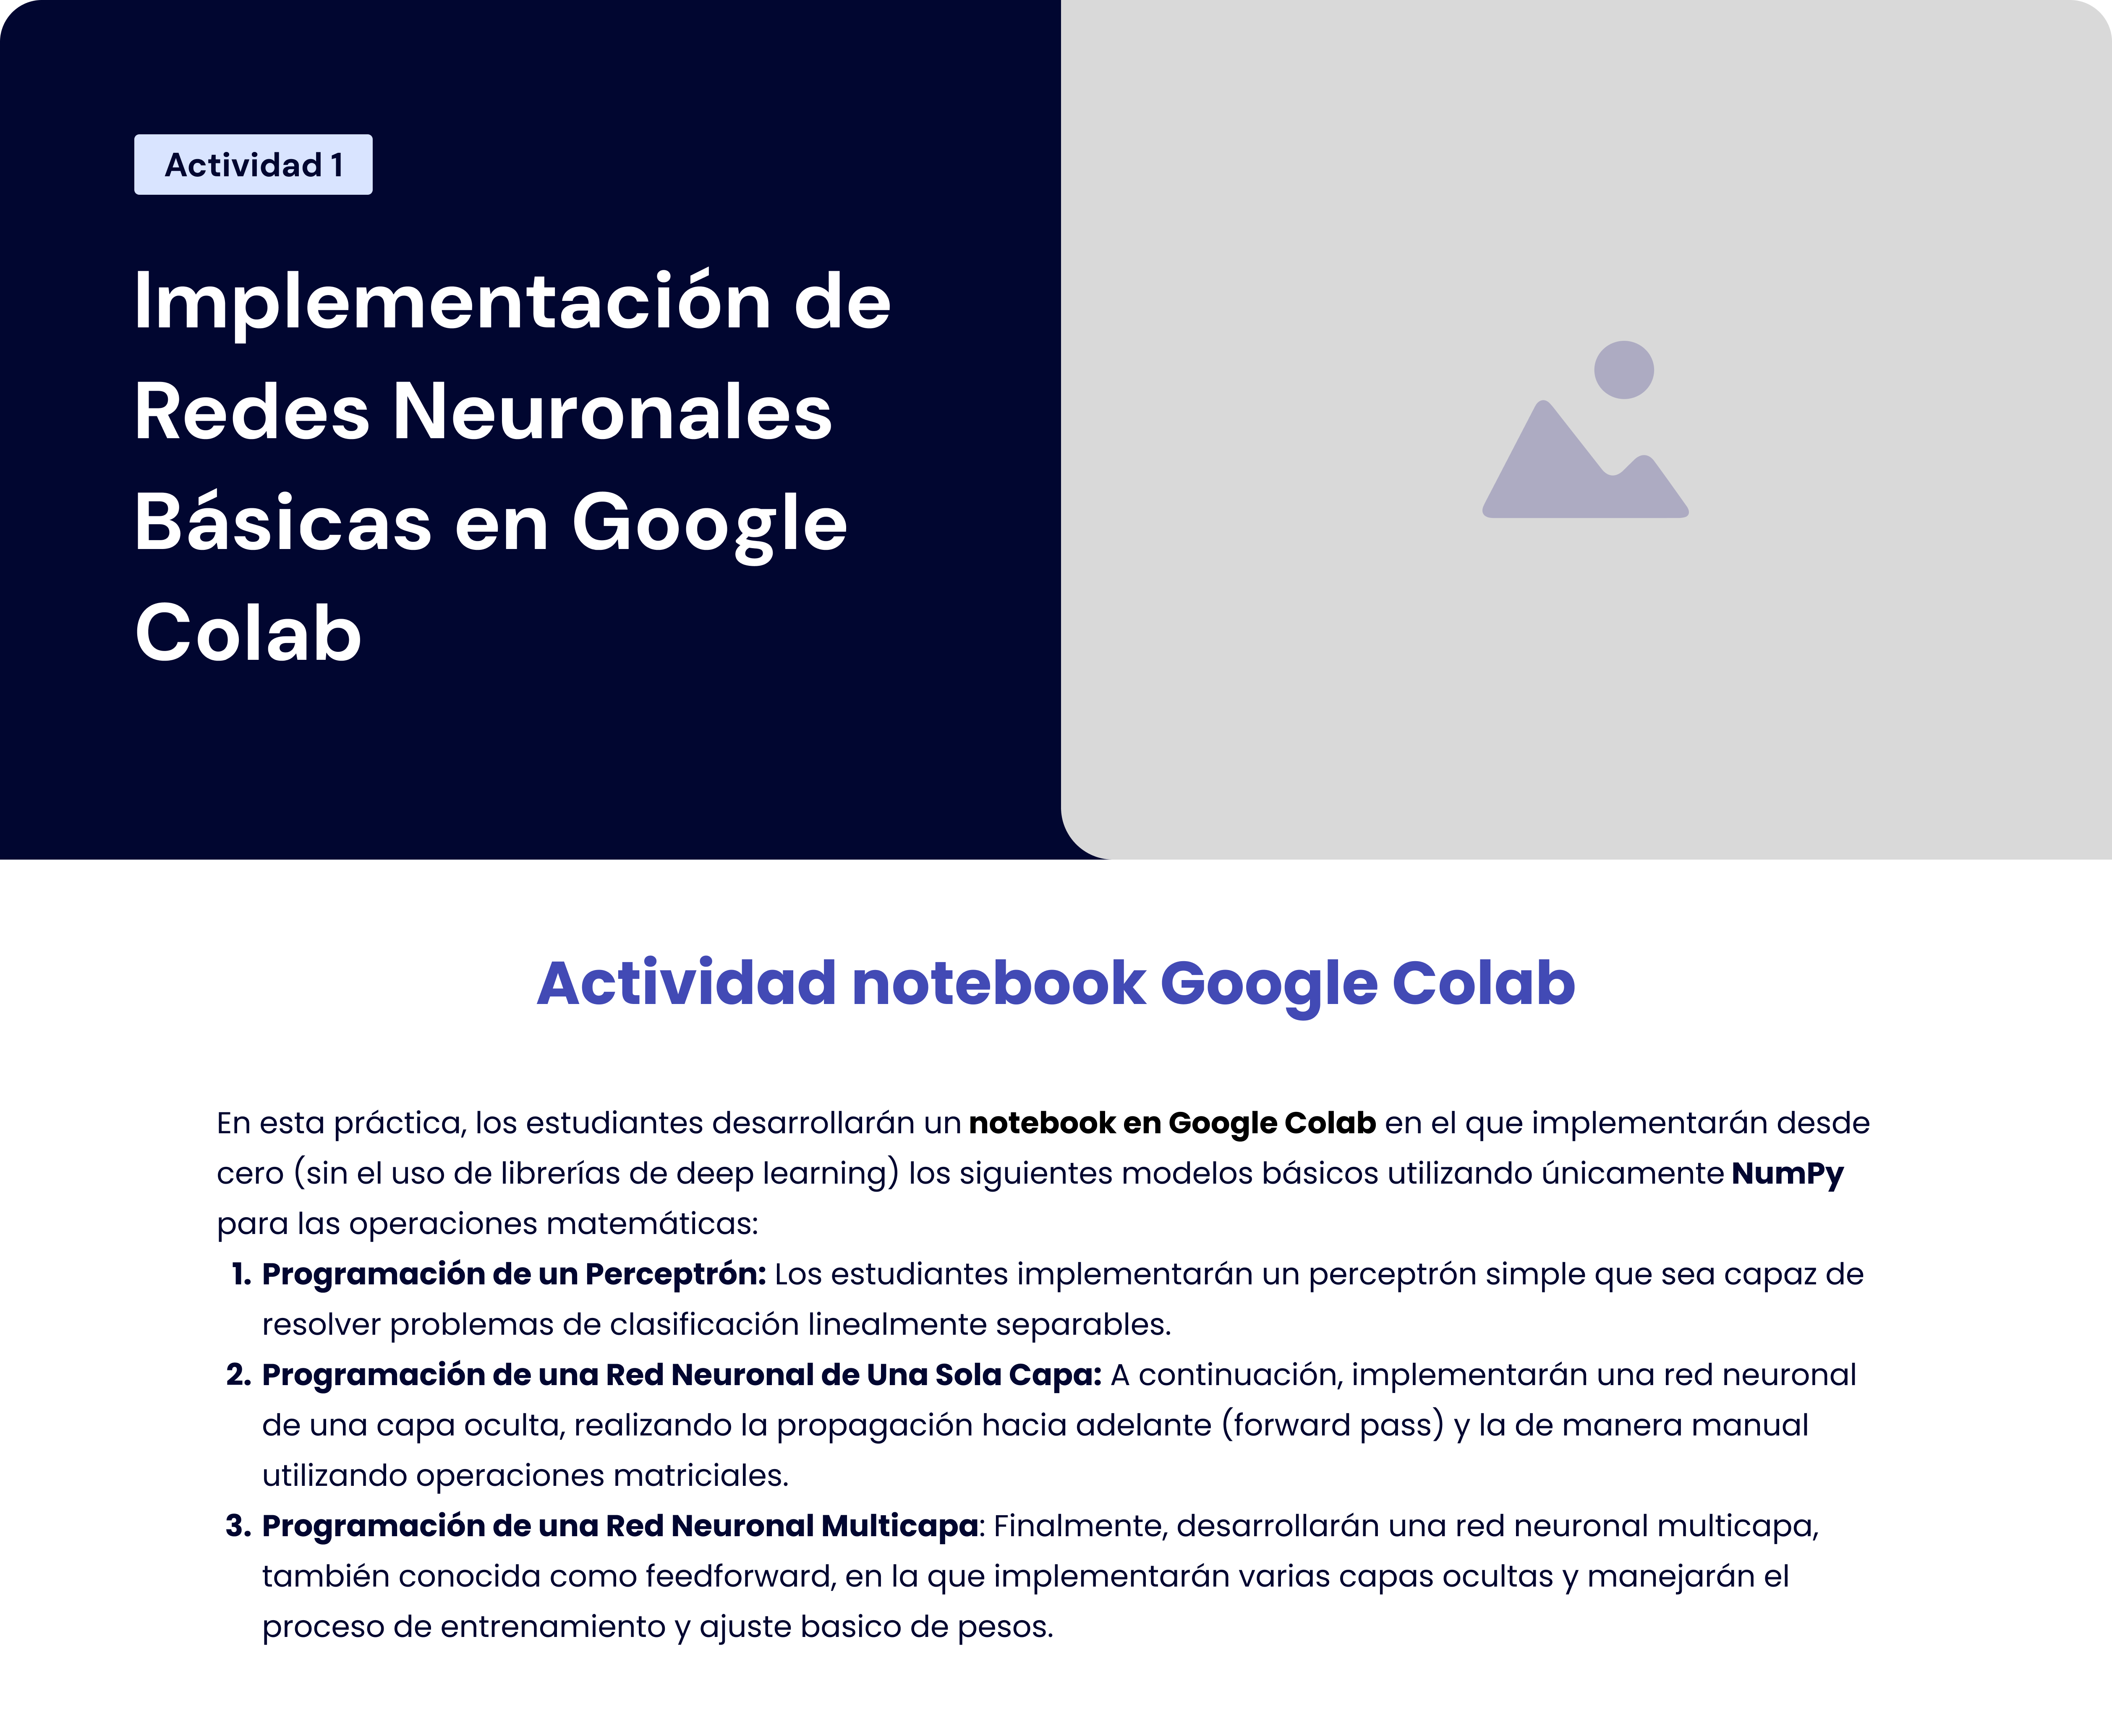 Actividad 1
Implementación de
Redes Neuronales
Básicas en Google
Colab
Actividad notebook Google Colab
En esta práctica, los estudiantes desarrollarán un notebook en Google Colab en el que implementarán desde
cero (sin el uso de librerías de deep learning) los siguientes modelos básicos utilizando únicamente NumPy
para las operaciones matemáticas:
1. Programación de un Perceptrón: Los estudiantes implementarán un perceptrón simple que sea capaz de
resolver problemas de clasificación linealmente separables.
2. Programación de una Red Neuronal de Una Sola Capa: A continuación, implementarán una red neuronal
de una capa oculta, realizando la propagación hacia adelante (forward pass) y la de manera manual
utilizando operaciones matriciales.
3. Programación de una Red Neuronal Multicapa: Finalmente, desarrollarán una red neuronal multicapa,
también conocida como feedforward, en la que implementarán varias capas ocultas y manejarán el
proceso de entrenamiento y ajuste basico de pesos.